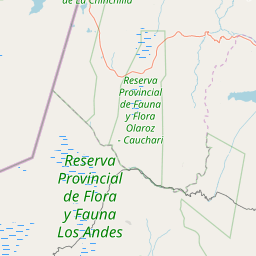 de La Chinchilla
Reserva
Provincial
de Fauna
y Flora
Olaroz
- Cauchari
Reserva
Provincial
de Flora
y Fauna
Los Andes